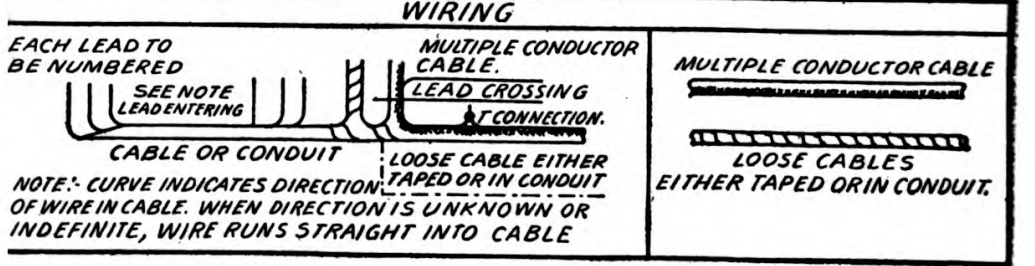 WIRING
EACH LEAD TO
BE NUMBERED
SEE NOTE
LEAD ENTERING
MULTIPLE CONDUCTOR
CABLE.
LEAD CROSSING
T CONNECTION.
CABLE OR CONDUIT
LOOSE CABLE EITHER
TAPED OR IN CONDUIT
NOTE:- CURVE INDICATES DIRECTION
OF WIRE IN CABLE. WHEN DIRECTION IS UNKNOWN OR
INDEFINITE, WIRE RUNS STRAIGHT INTO CABLE
MULTIPLE CONDUCTOR CABLE
LOOSE CABLES
EITHER TAPED OR IN CONDUIT.